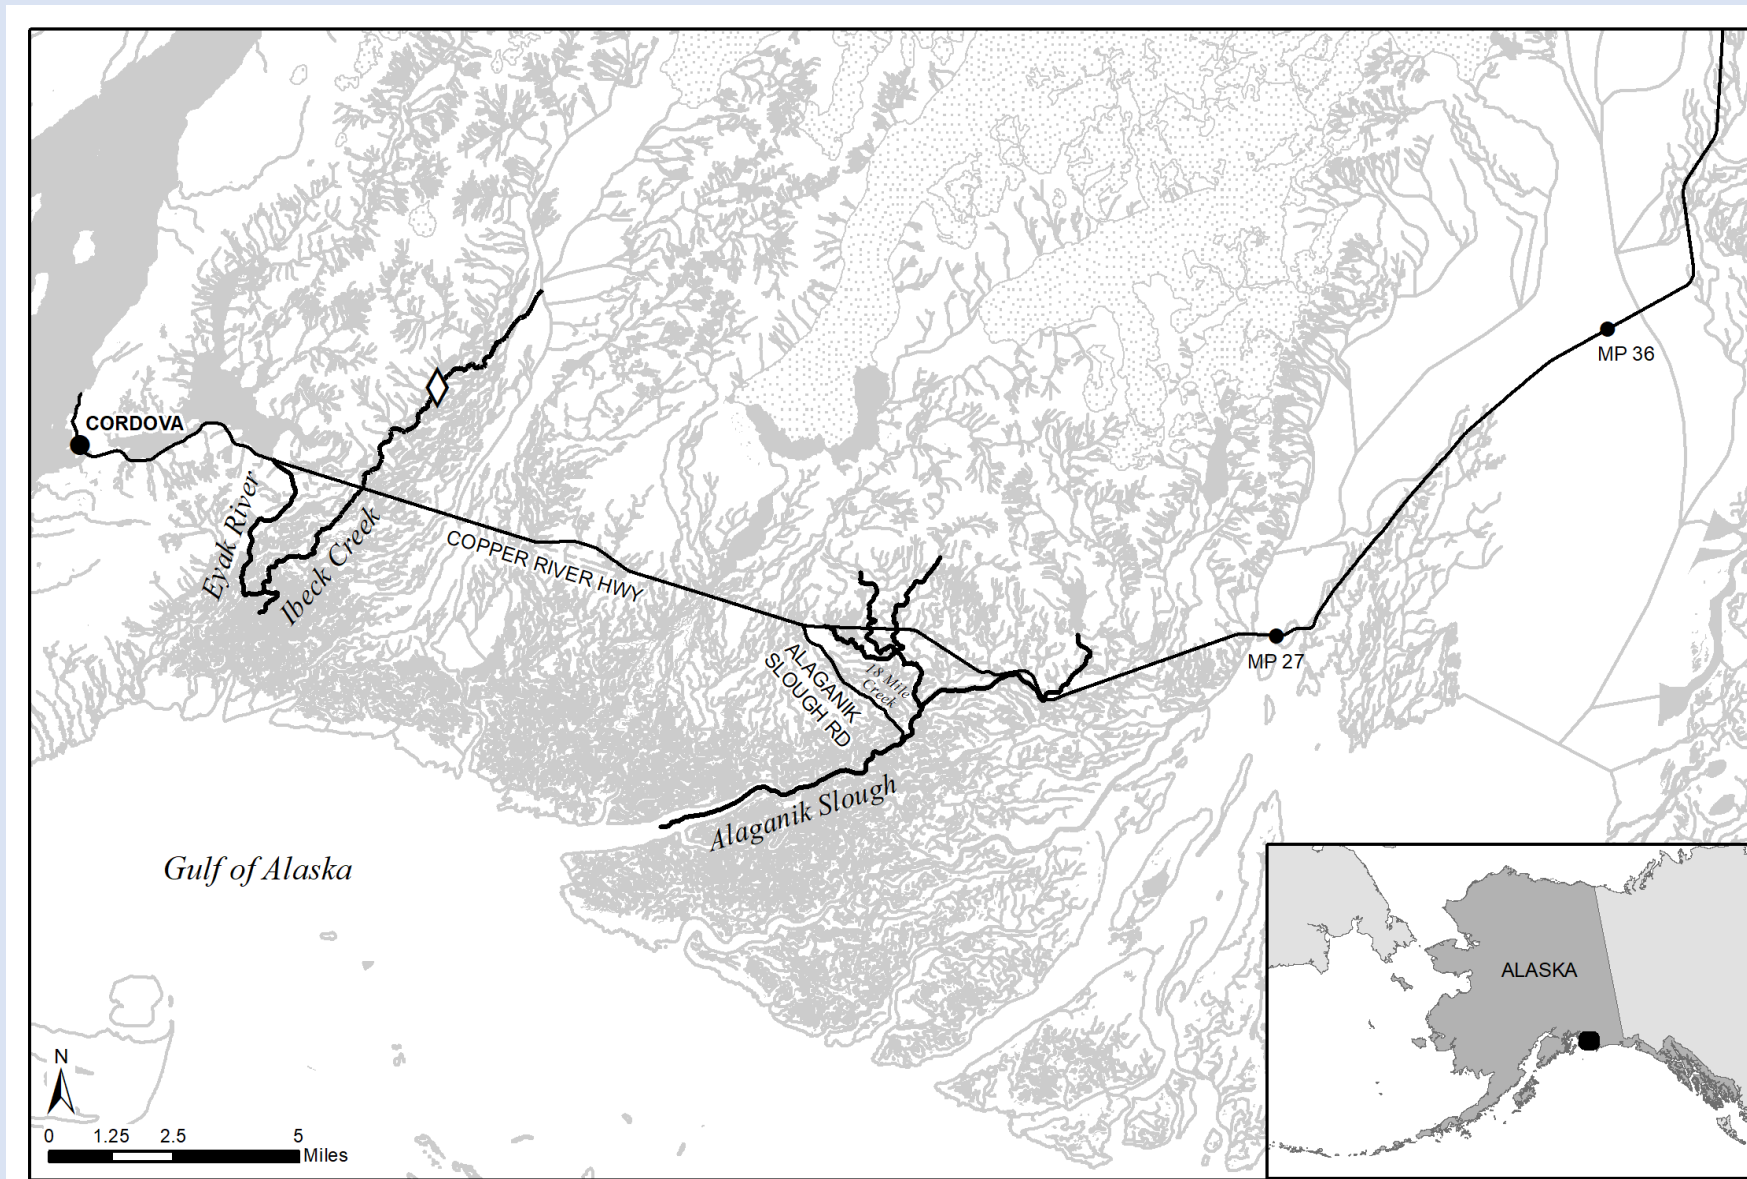 MP 36
CORDOVA
Eyak River
Ibeck Creek
COPPER RIVER HWY
MP 27
ALAGANIK
SLOUGH RD
18 Mile
Creek
Alaganik Slough
Gulf of Alaska
ALASKA
N
0 1.25 2.5 5
Miles